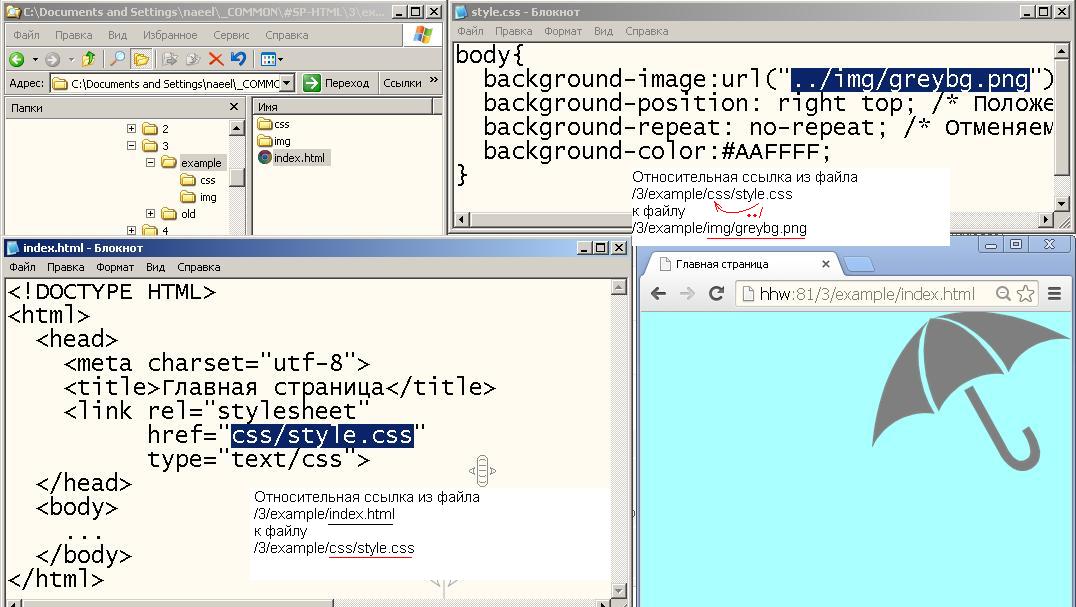 C:\Documents and Settings\naeel\_COMMON\#SP-HTML\3\ex...
Файл Правка Вид Избранное Сервис Справка
Адрес: C:\Documents and Settings\naeel\_COMMC Переход Ссылки »
Папки
2
3
example
css
img
old
4
Имя
css
img
index.html
style.css - Блокнот
Файл Правка Формат Вид Справка
body{
background-image:url("../img/greybg.png")
background-position: right top; /* Положе
background-repeat: no-repeat; /* Отменяем
background-color:#AAFFFF;
}
Относительная ссылка из файла
/3/example/css/style.css
../
к файлу
/3/example/img/greybg.png
index.html - Блокнот
Файл Правка Формат Вид Справка
<!DOCTYPE HTML>
<html>
<head>
<meta charset="utf-8">
<title>Главная страница</title>
<link rel="stylesheet"
href="css/style.css"
type="text/css">
</head>
<body>
...
</body>
</html>
Относительная ссылка из файла
/3/example/index.html
к файлу
/3/example/css/style.css
Главная страница
hhw:81/3/example/index.html